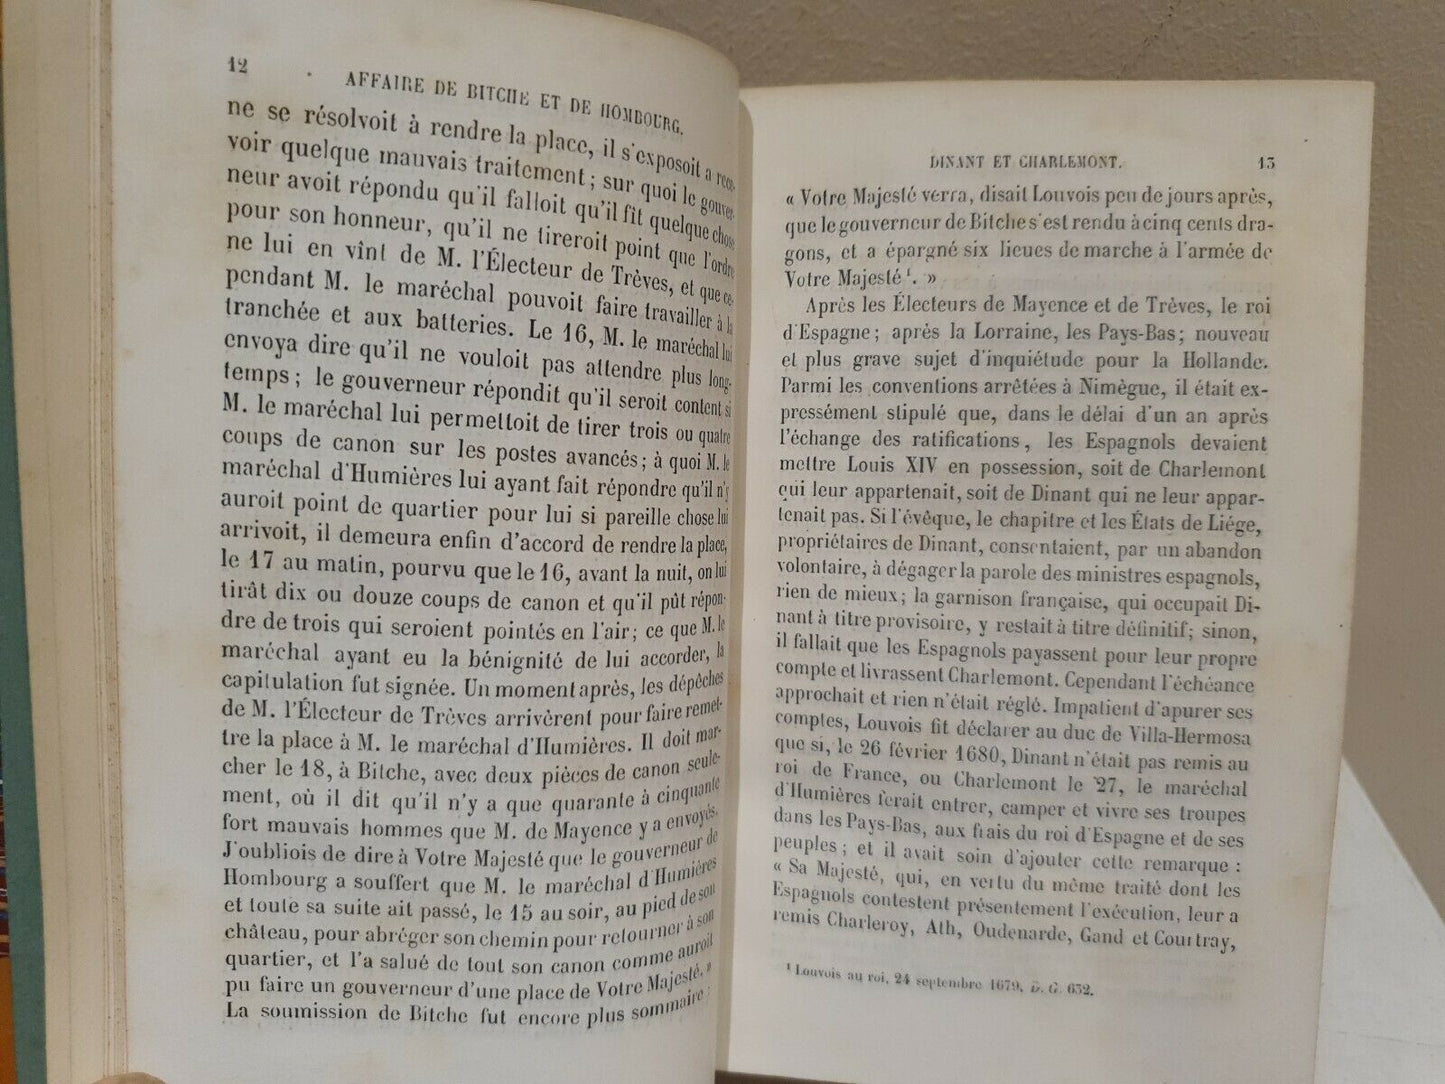 12
AFFAIRE DE BITCHE ET DE HOMBOURG.
ne se résolvoit à rendre la place, il s'exposoit a rece-
voir quelque mauvais traitement; sur quoi le gouver-
neur avoit répondu qu'il falloit qu'il fît quelque chose
pour son honneur, qu'il ne tireroit point que l'ordre
ne lui en vînt de M. l'Électeur de Trèves, et que ce-
pendant M. le maréchal pouvoit faire travailler à la
tranchée et aux batteries. Le 16, M. le maréchal lui
envoya dire qu'il ne vouloit pas attendre plus long-
temps; le gouverneur répondit qu'il seroit content si
M. le maréchal lui permettoit de tirer trois ou quatre
coups de canon sur les postes avancés; à quoi M. le
maréchal d'Humières lui ayant fait répondre qu'il n'y
auroit point de quartier pour lui si pareille chose lui
arrivoit, il demeura enfin d'accord de rendre la place,
le 17 au matin, pourvu que le 16, avant la nuit, on lui
tirât dix ou douze coups de canon et qu'il pût répon-
dre de trois qui seroient pointés en l'air; ce que M. le
maréchal ayant eu la bénignité de lui accorder, la
capitulation fut signée. Un moment après, les dépêches
de M. l'Électeur de Trèves arrivèrent pour faire remet-
tre la place à M. le maréchal d'Humières. Il doit mar-
cher le 18, à Bitche, avec deux pièces de canon seule-
ment, où il dit qu'il n'y a que quarante à cinquante
fort mauvais hommes que M. de Mayence y a envoyés.
J'oubliois de dire à Votre Majesté que le gouverneur de
Hombourg a souffert que M. le maréchal d'Humières
et toute sa suite ait passé, le 15 au soir, au pied de son
château, pour abréger son chemin pour retourner à son
quartier, et l'a salué de tout son canon comme auroit
pu faire un gouverneur d'une place de Votre Majesté. »
La soumission de Bitche fut encore plus sommaire :
DINANT ET CHARLEMONT.
13
« Votre Majesté verra, disait Louvois peu de jours après,
que le gouverneur de Bitche s'est rendu à cinq cents dra-
gons, et a épargné six lieues de marche à l'armée de
Votre Majesté ¹. »
Après les Électeurs de Mayence et de Trèves, le roi
d'Espagne; après la Lorraine, les Pays-Bas; nouveau
et plus grave sujet d'inquiétude pour la Hollande.
Parmi les conventions arrêtées à Nimègue, il était ex-
pressément stipulé que, dans le délai d'un an après
l'échange des ratifications, les Espagnols devaient
mettre Louis XIV en possession, soit de Charlemont
qui leur appartenait, soit de Dinant qui ne leur appar-
tenait pas. Si l'évêque, le chapitre et les États de Liége,
propriétaires de Dinant, consentaient, par un abandon
volontaire, à dégager la parole des ministres espagnols,
rien de mieux; la garnison française, qui occupait Di-
nant à titre provisoire, y restait à titre définitif; sinon,
il fallait que les Espagnols payassent pour leur propre
compte et livrassent Charlemont. Cependant l'échéance
approchait et rien n'était réglé. Impatient d'apurer ses
comptes, Louvois fit déclarer au duc de Villa-Hermosa
que si, le 26 février 1680, Dinant n'était pas remis au
roi de France, ou Charlemont le 27, le maréchal
d'Humières ferait entrer, camper et vivre ses troupes
dans les Pays-Bas, aux frais du roi d'Espagne et de ses
peuples; et il avait soin d'ajouter cette remarque :
« Sa Majesté, qui, en vertu du même traité dont les
Espagnols contestent présentement l'exécution, leur a
remis Charleroy, Ath, Oudenarde, Gand et Courtray,
¹ Louvois au roi, 24 septembre 1679, D. G. 632.